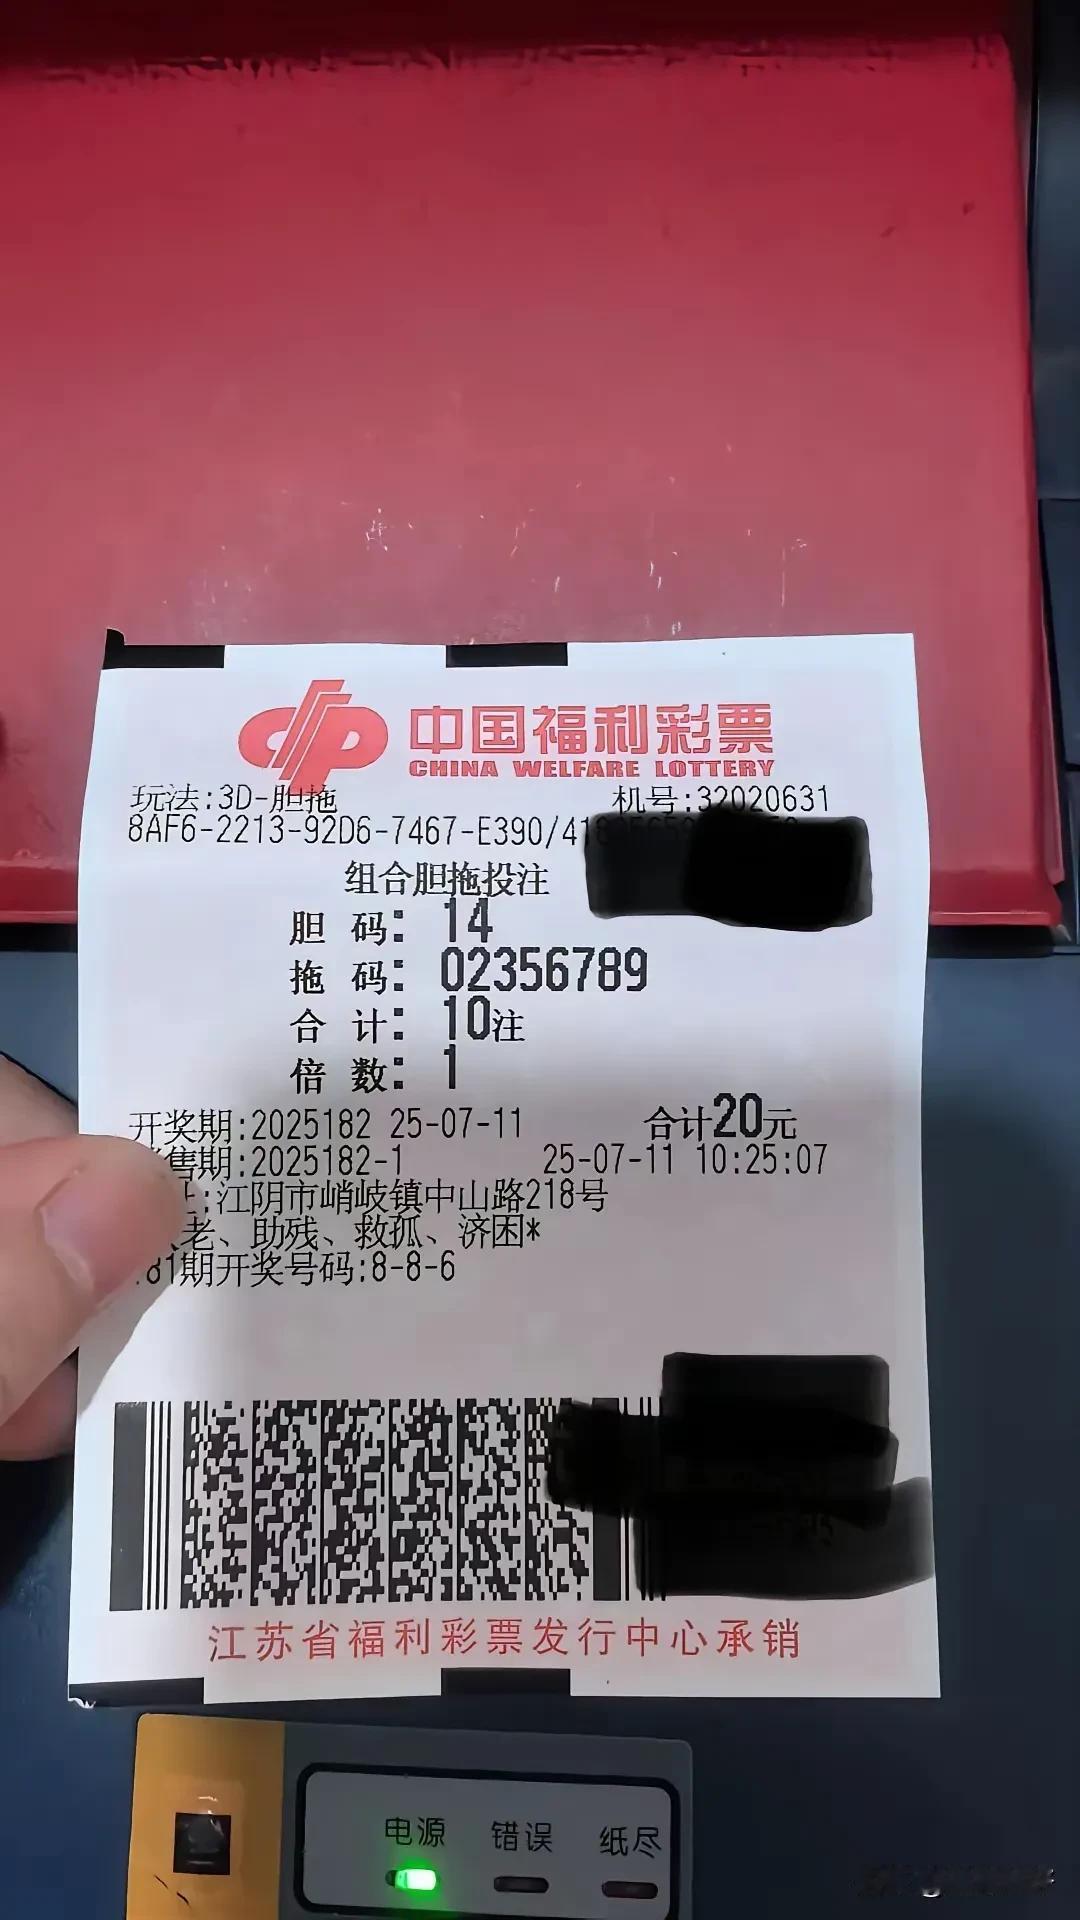 中国福利彩票
CHINA WELFARE LOTTERY
玩法:3D-胆拖 机号:32020631
8AF6-2213-92D6-7467-E390/41
组合胆拖投注
胆 码: 14
拖 码: 02356789
合 计: 10注
倍 数: 1
开奖期:2025182 25-07-11 合计20元
售期:2025182-1 25-07-11 10:25:07
:江阴市峭岐镇中山路218号
老、助残、救孤、济困*
81期开奖号码:8-8-6
江苏省福利彩票发行中心承销
电源 错误 纸尽